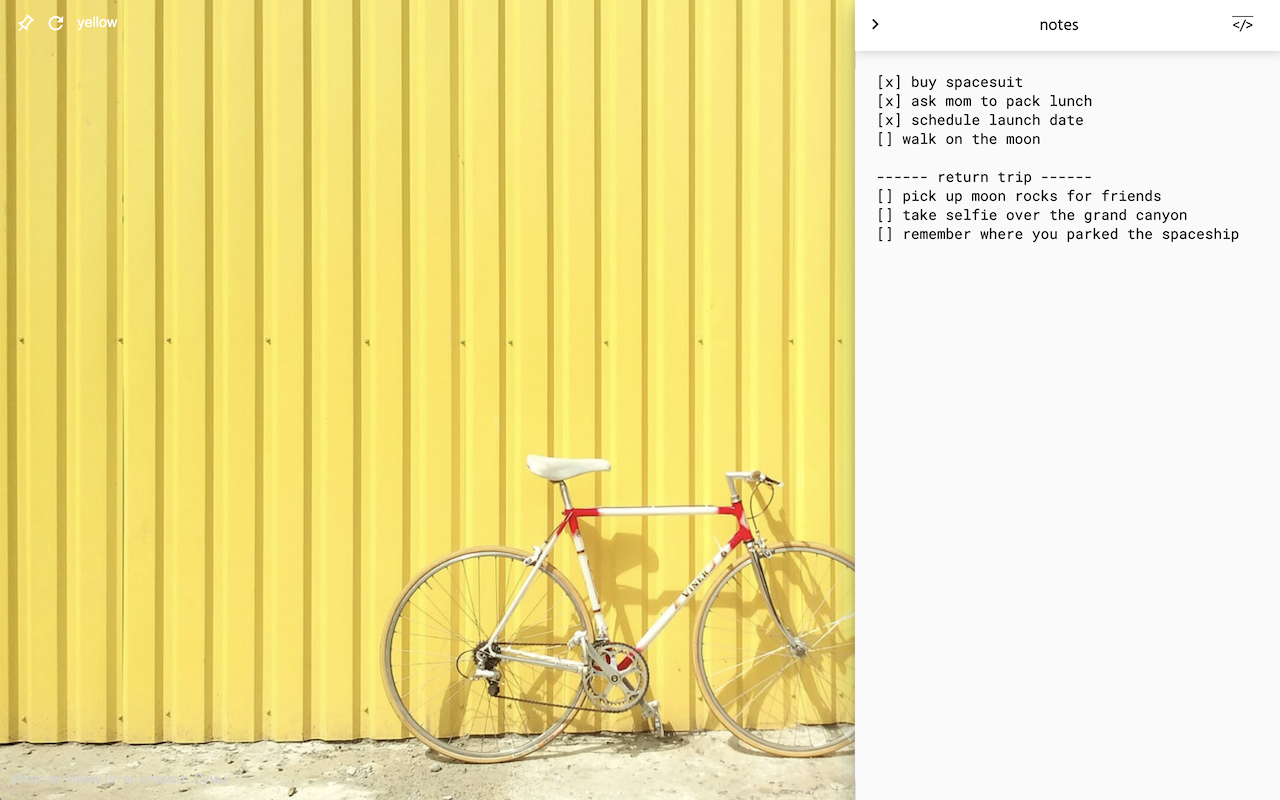 yellow
notes
</>
[x] buy spacesuit
[x] ask mom to pack lunch
[x] schedule launch date
[] walk on the moon
------ return trip ------
[] pick up moon rocks for friends
[] take selfie over the grand canyon
[] remember where you parked the spaceship
VINER